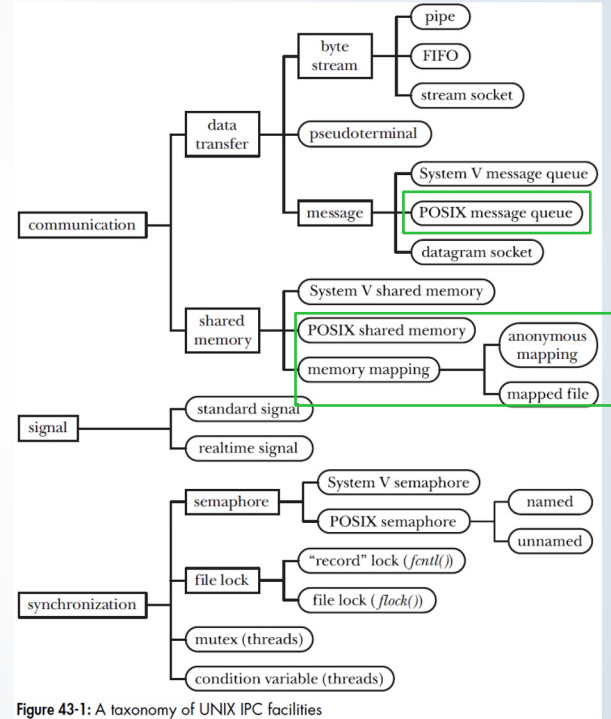 byte
stream
pipe
FIFO
stream socket
data
transfer
pseudoterminal
System V message queue
message
POSIX message queue
communication
datagram socket
System V shared memory
shared
memory
POSIX shared memory
anonymous
mapping
memory mapping
mapped file
standard signal
signal
realtime signal
System V semaphore
semaphore
named
POSIX semaphore
unnamed
"record" lock (fcntl())
file lock
synchronization
file lock (flock())
mutex (threads)
condition variable (threads)
Figure 43-1: A taxonomy of UNIX IPC facilities